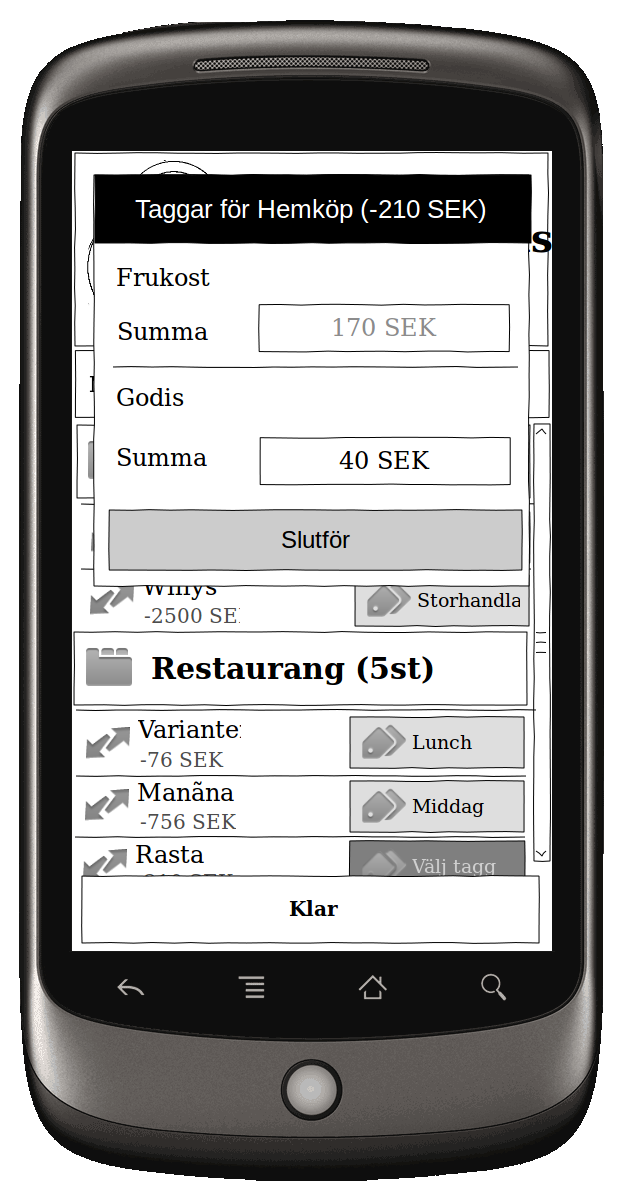 Taggar för Hemköp (-210 SEK)
Frukost
Summa
170 SEK
Godis
Summa
40 SEK
Slutför
Willys
-2500 SE
Storhandla
Restaurang (5st)
Variante
-76 SEK
Lunch
Manãna
-756 SEK
Middag
Rasta
Välj tagg
Klar